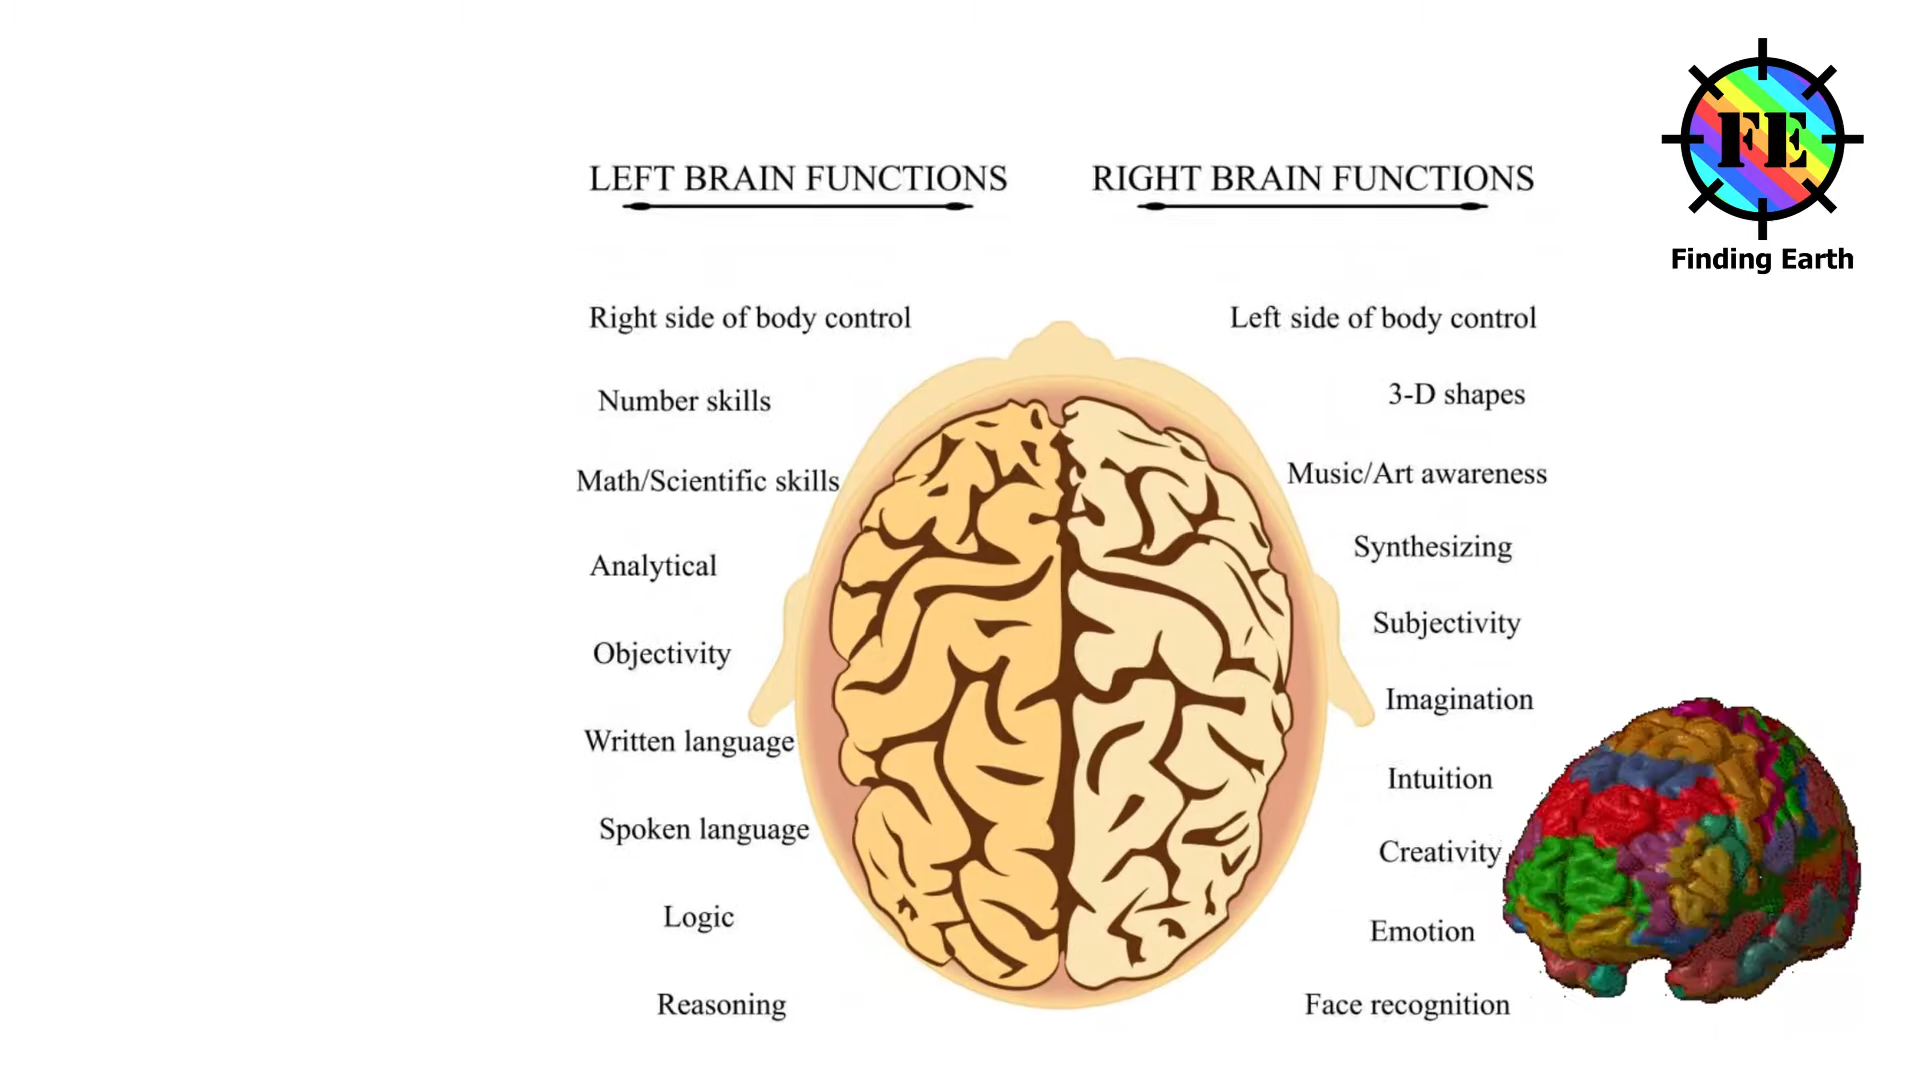 FE
Finding Earth
LEFT BRAIN FUNCTIONS
Right side of body control
Number skills
Math/Scientific skills
Analytical
Objectivity
Written language
Spoken language
Logic
Reasoning
RIGHT BRAIN FUNCTIONS
Left side of body control
3-D shapes
Music/Art awareness
Synthesizing
Subjectivity
Imagination
Intuition
Creativity
Emotion
Face recognition